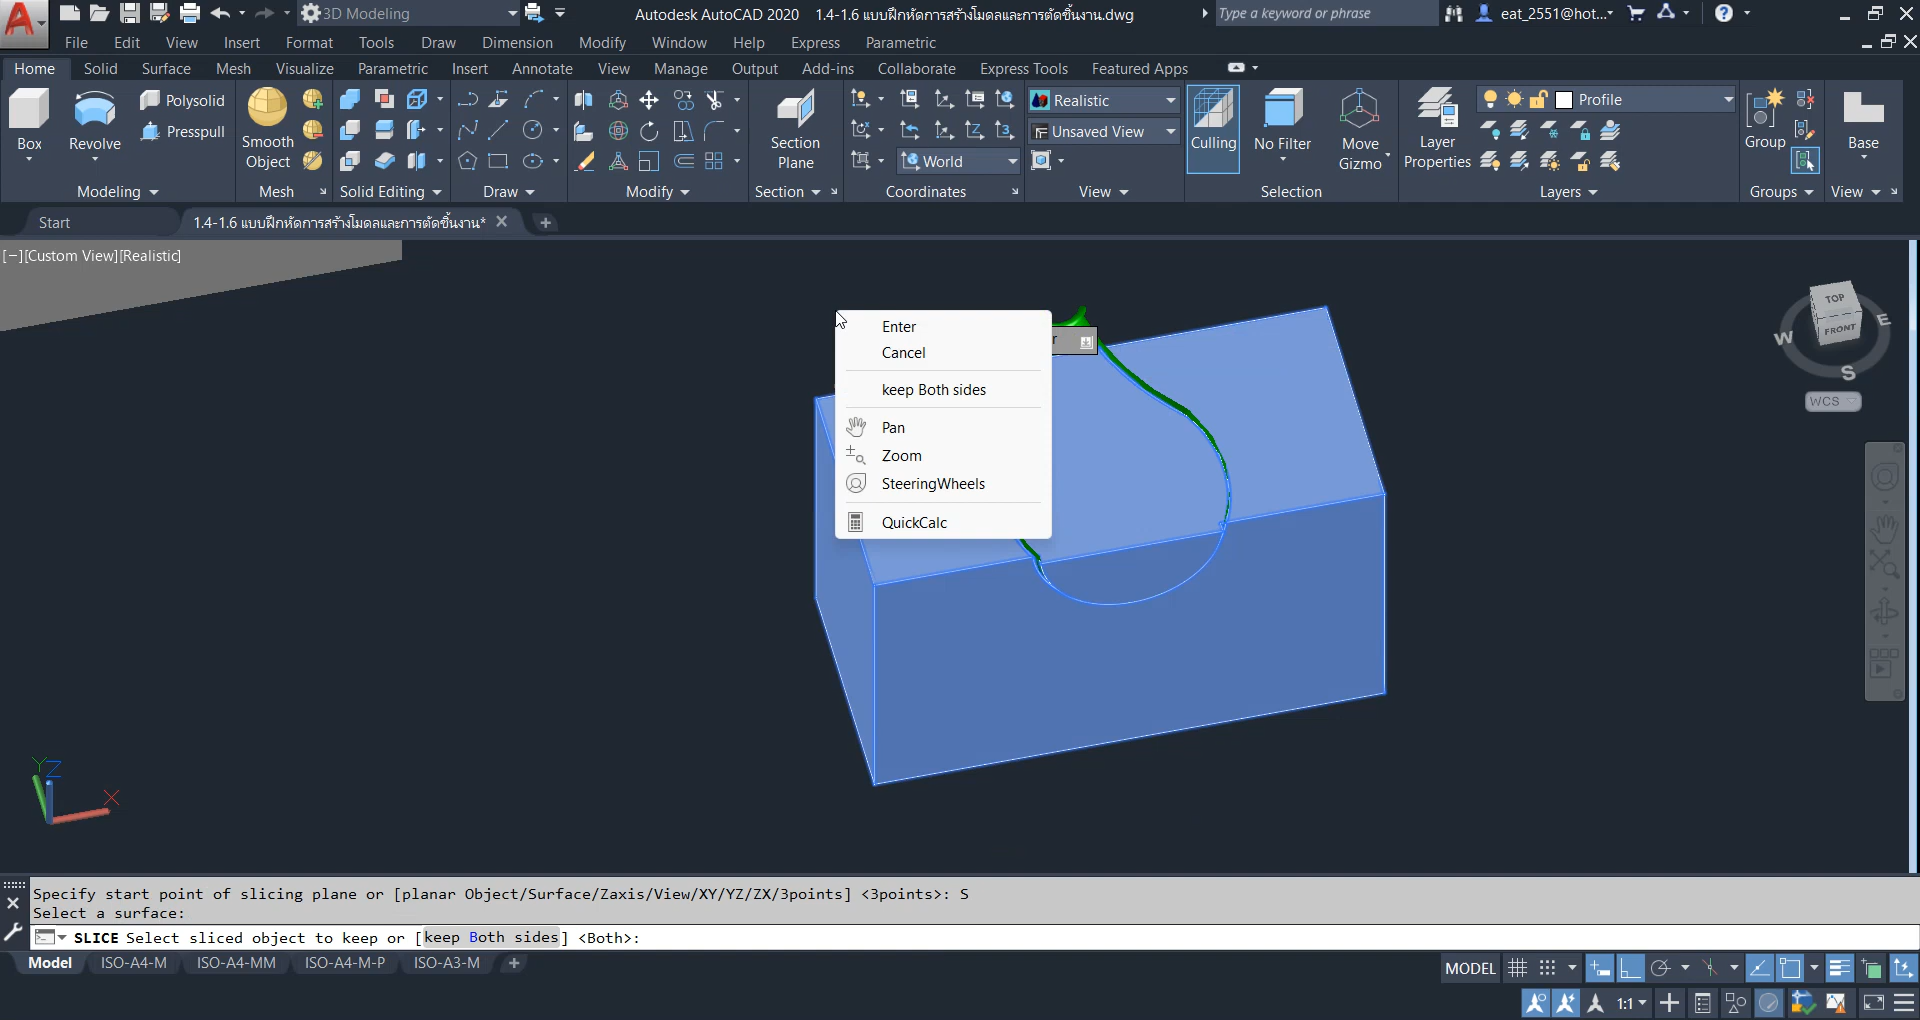 3D Modeling
Autodesk AutoCAD 2020 1.4-1.6 แบบฝึกหัดการสร้างโมดลและการตัดชิ้นงาน.dwg
Type a keyword or phrase
eat_2551@hot...
File Edit View Insert Format Tools Draw Dimension Modify Window Help Express Parametric
Home Solid Surface Mesh Visualize Parametric Insert Annotate View Manage Output Add-ins Collaborate Express Tools Featured Apps
Box
Revolve
Polysolid
Presspull
Smooth
Object
Section
Plane
World
Realistic
Unsaved View
Culling
No Filter
Move
Gizmo
Layer
Properties
Profile
Group
Base
Modeling Mesh Solid Editing Draw Modify Section Coordinates View Selection Layers Groups View
Start
1.4-1.6 แบบฝึกหัดการสร้างโมดลและการตัดชิ้นงาน*
[−][Custom View][Realistic]
TOP
FRONT
W
E
S
WCS
Enter
Cancel
keep Both sides
Pan
Zoom
SteeringWheels
QuickCalc
r
Y
Z
X
Specify start point of slicing plane or [planar Object/Surface/Zaxis/View/XY/YZ/ZX/3points] <3points>: S
Select a surface:
SLICE Select sliced object to keep or [keep Both sides] <Both>:
Model ISO-A4-M ISO-A4-MM ISO-A4-M-P ISO-A3-M
MODEL
1:1